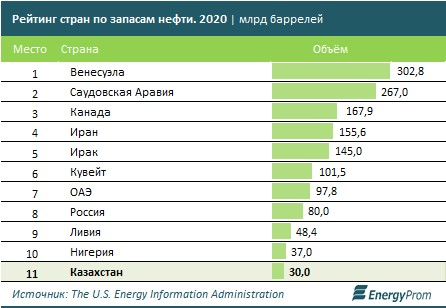 Рейтинг стран по запасам нефти. 2020 | млрд баррелей
Место Страна Объём
1 Венесуэла 302,8
2 Саудовская Аравия 267,0
3 Канада 167,9
4 Иран 155,6
5 Ирак 145,0
6 Кувейт 101,5
7 ОАЭ 97,8
8 Россия 80,0
9 Ливия 48,4
10 Нигерия 37,0
11 Казахстан 30,0
Источник: The U.S. Energy Information Administration EnergyProm